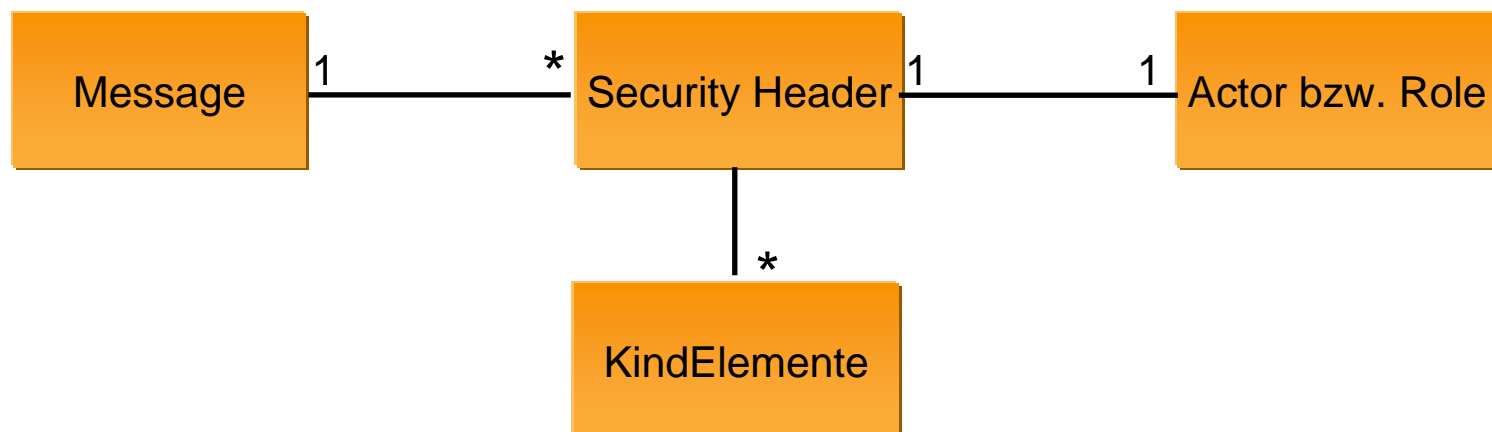 Message
1
*
Security Header
1
1
Actor bzw. Role
*
KindElemente